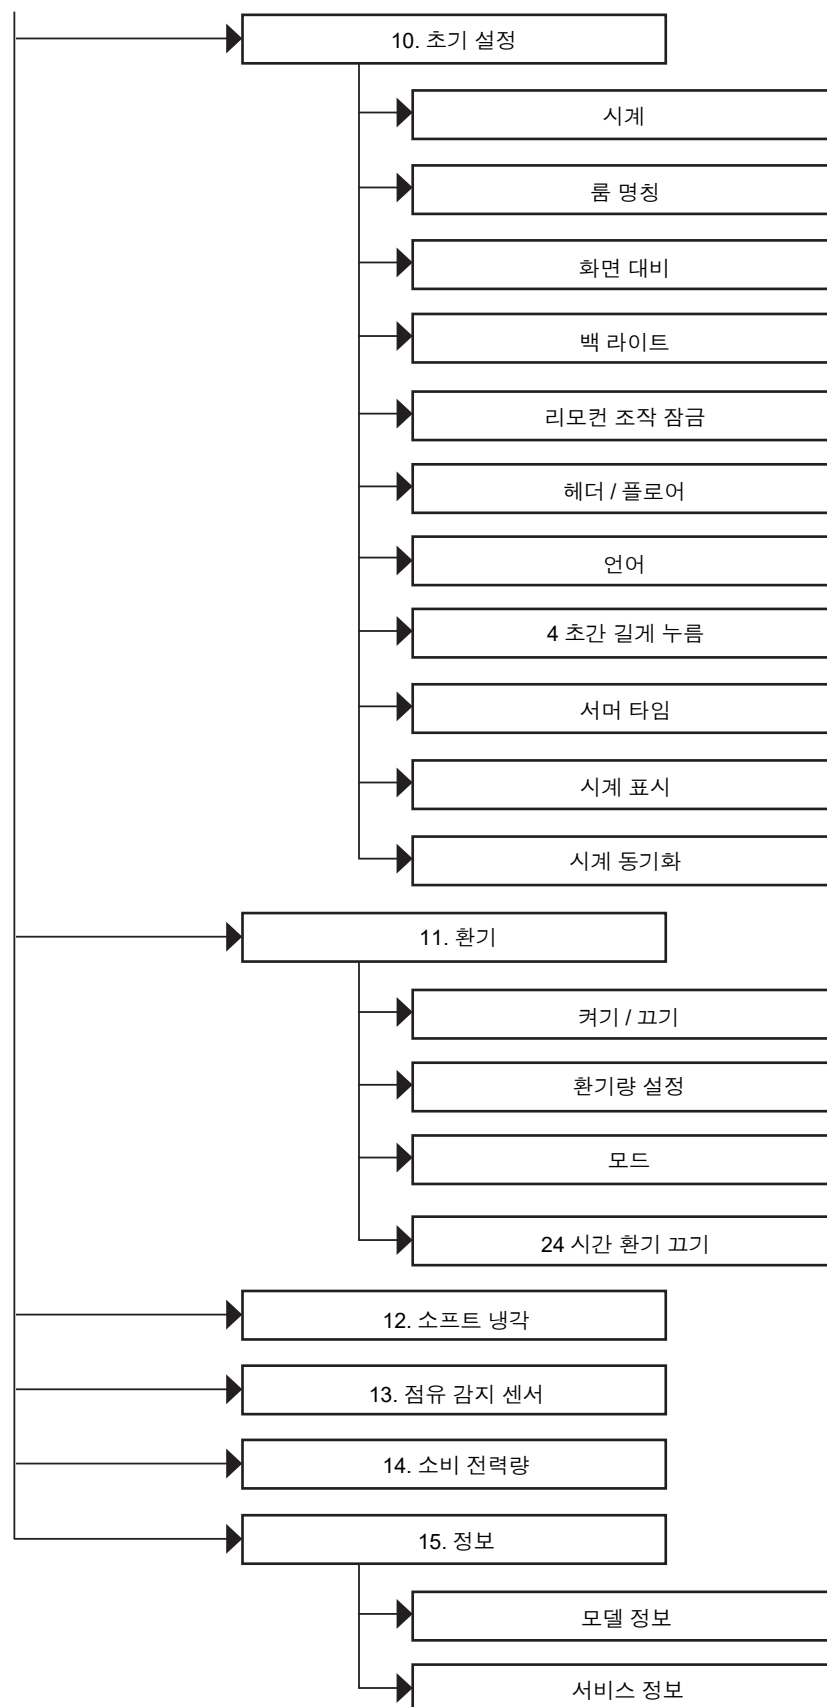 10. 초기 설정
시계
룸 명칭
화면 대비
백 라이트
리모컨 조작 잠금
헤더 / 플로어
언어
4 초간 길게 누름
서머 타임
시계 표시
시계 동기화
11. 환기
켜기 / 끄기
환기량 설정
모드
24 시간 환기 끄기
12. 소프트 냉각
13. 점유 감지 센서
14. 소비 전력량
15. 정보
모델 정보
서비스 정보